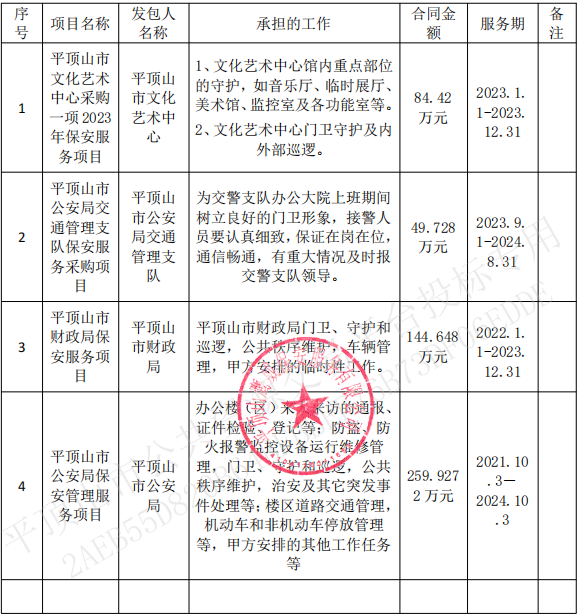 序号
项目名称
发包人名称
承担的工作
合同金额
服务期
备注
1
平顶山市
文化艺术
中心采购
一项 2023
年保安服
务项目
平顶山
市文化
艺术中
心
1、文化艺术中心馆内重点部位
的守护，如音乐厅、临时展厅、
美术馆、监控室及各功能室等。
2、文化艺术中心门卫守护及内
外部巡逻。
84.42
万元
2023.1.
1-2023.
12.31
2
平顶山市
公安局交
通管理支
队保安服
务采购项
目
平顶山
市公安
局交通
管理支
队
为交警支队办公大院上班期间
树立良好的门卫形象，接警人
员要认真细致，保证在岗在位，
通信畅通，有重大情况及时报
交警支队领导。
49.728
万元
2023.9.
1-2024.
8.31
3
平顶山市
财政局保
安服务项
目
平顶山
市财政
局
平顶山市财政局门卫、守护和
巡逻，公共秩序维护，车辆管
理，甲方安排的临时性工作。
144.648
万元
2022.1.
1-2023.
12.31
4
平顶山市
公安局保
安管理服
务项目
平顶山
市公安
局
办公楼（区）来人来访的通报、
证件检验、登记等；防盗、防
火报警监控设备运行维修管
理，门卫、守护和巡逻，公共
秩序维护，治安及其它突发事
件处理等；楼区道路交通管理，
机动车和非机动车停放管理
等，甲方安排的其他工作任务
等
259.927
2 万元
2021.10
.3—
2024.10
.3